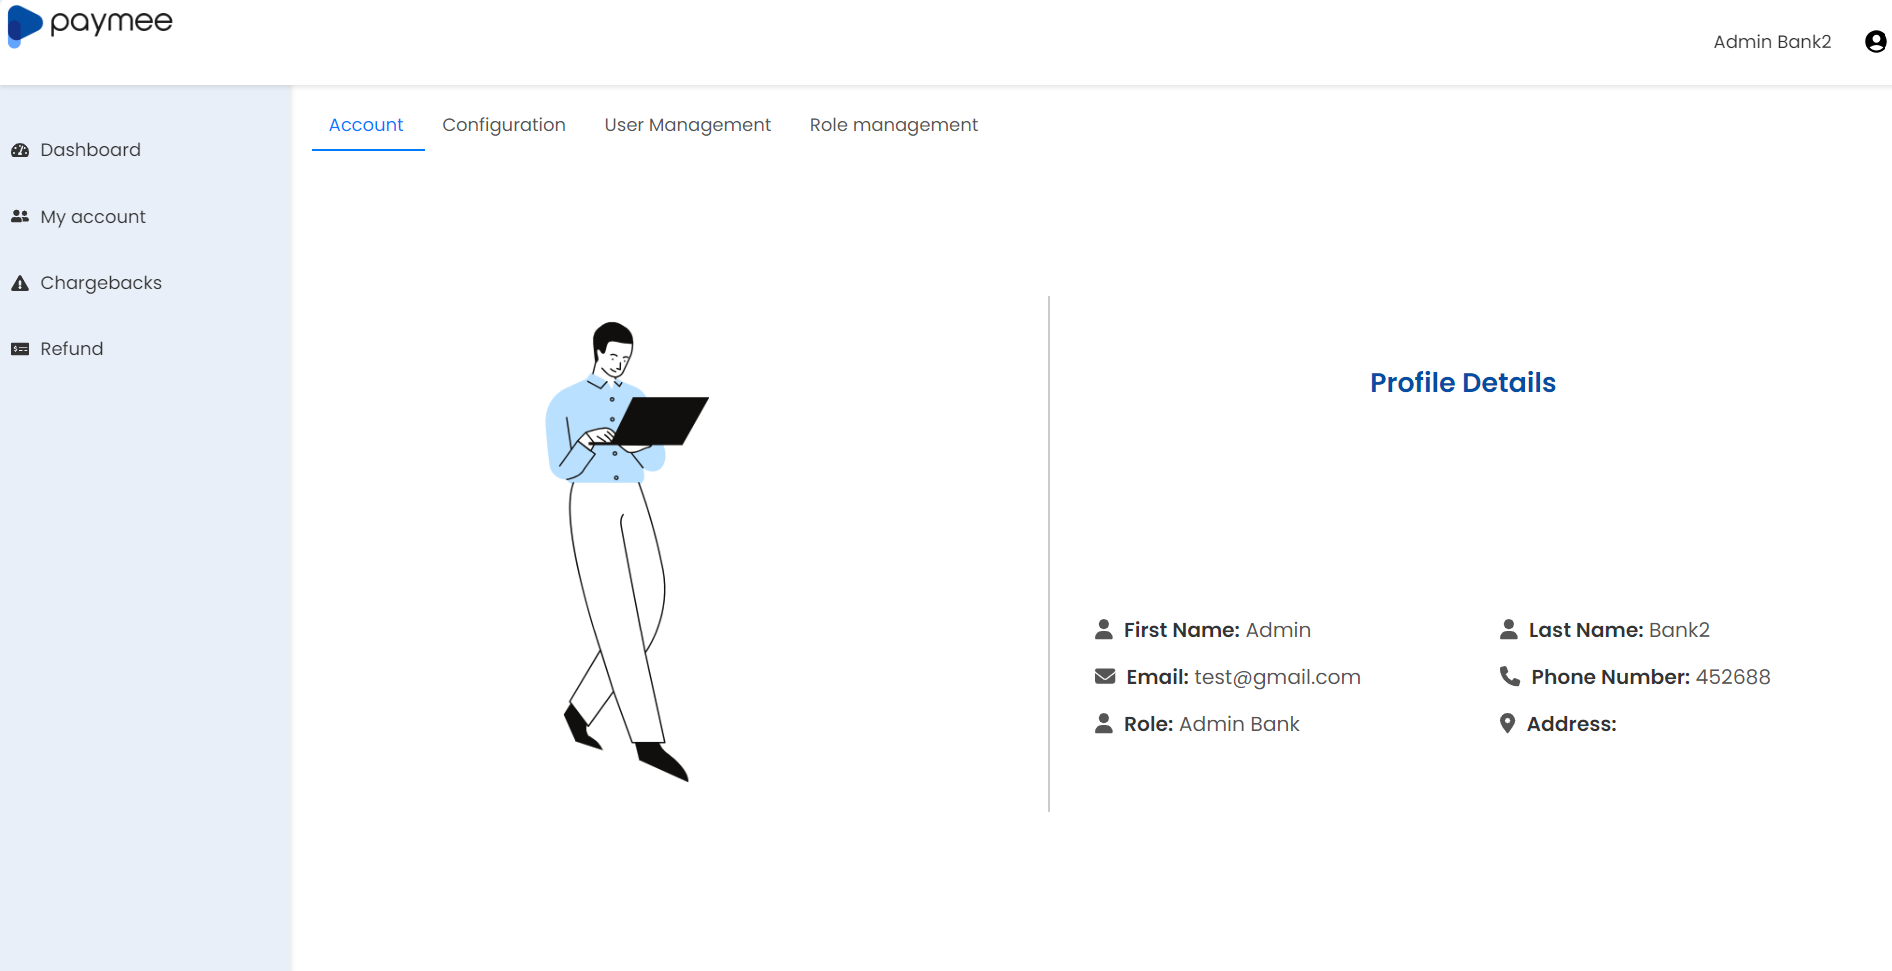 paymee
Admin Bank2
Account Configuration User Management Role management
Dashboard
My account
Chargebacks
Refund
Profile Details
First Name: Admin Last Name: Bank2
Email: test@gmail.com Phone Number: 452688
Role: Admin Bank Address: